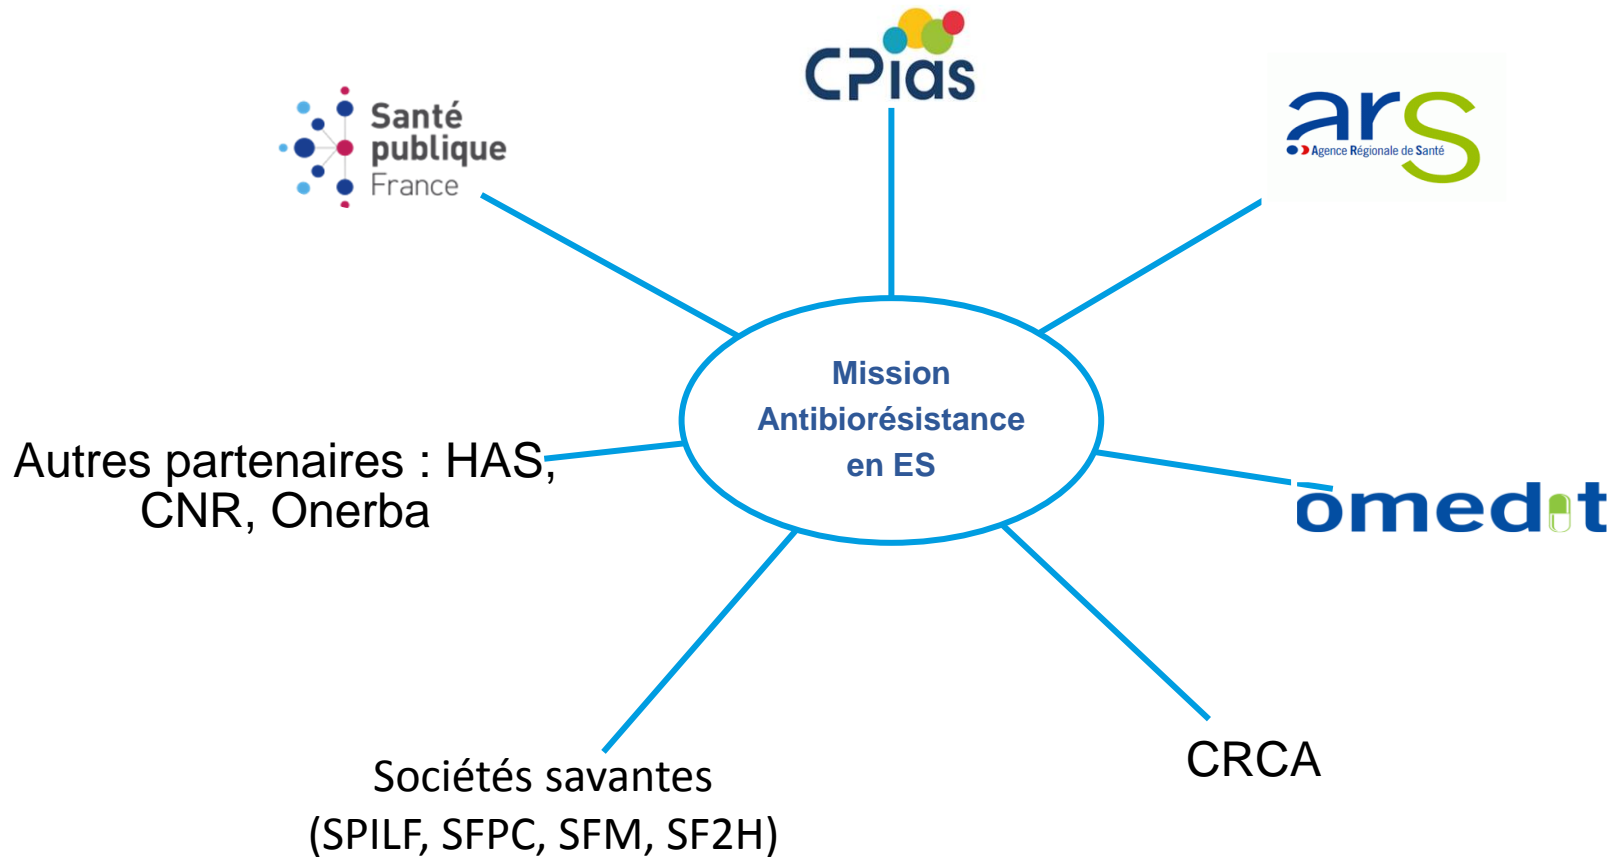 CPias
Santé
publique
France
ars
Agence Régionale de Santé
Mission
Antibiorésistance
en ES
Autres partenaires : HAS,
CNR, Onerba
omedit
CRCA
Sociétés savantes
(SPILF, SFPC, SFM, SF2H)